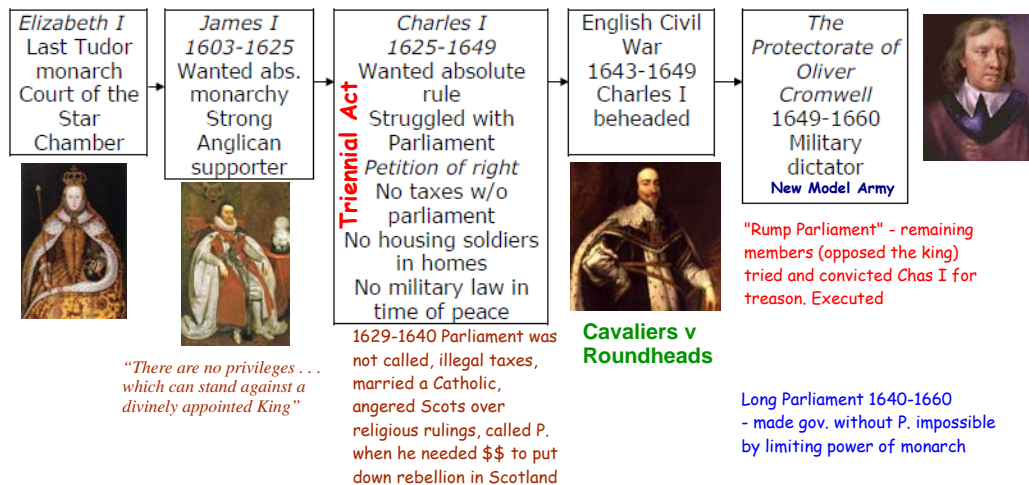 Elizabeth I
Last Tudor
monarch
Court of the
Star
Chamber
James I
1603-1625
Wanted abs.
monarchy
Strong
Anglican
supporter
“There are no privileges . . .
which can stand against a
divinely appointed King”
Triennial Act
Charles I
1625-1649
Wanted absolute
rule
Struggled with
Parliament
Petition of right
No taxes w/o
parliament
No housing soldiers
in homes
No military law in
time of peace
1629-1640 Parliament was
not called, illegal taxes,
married a Catholic,
angered Scots over
religious rulings, called P.
when he needed $$ to put
down rebellion in Scotland
English Civil
War
1643-1649
Charles I
beheaded
Cavaliers v
Roundheads
The
Protectorate of
Oliver
Cromwell
1649-1660
Military
dictator
New Model Army
"Rump Parliament" - remaining
members (opposed the king)
tried and convicted Chas I for
treason. Executed
Long Parliament 1640-1660
- made gov. without P. impossible
by limiting power of monarch